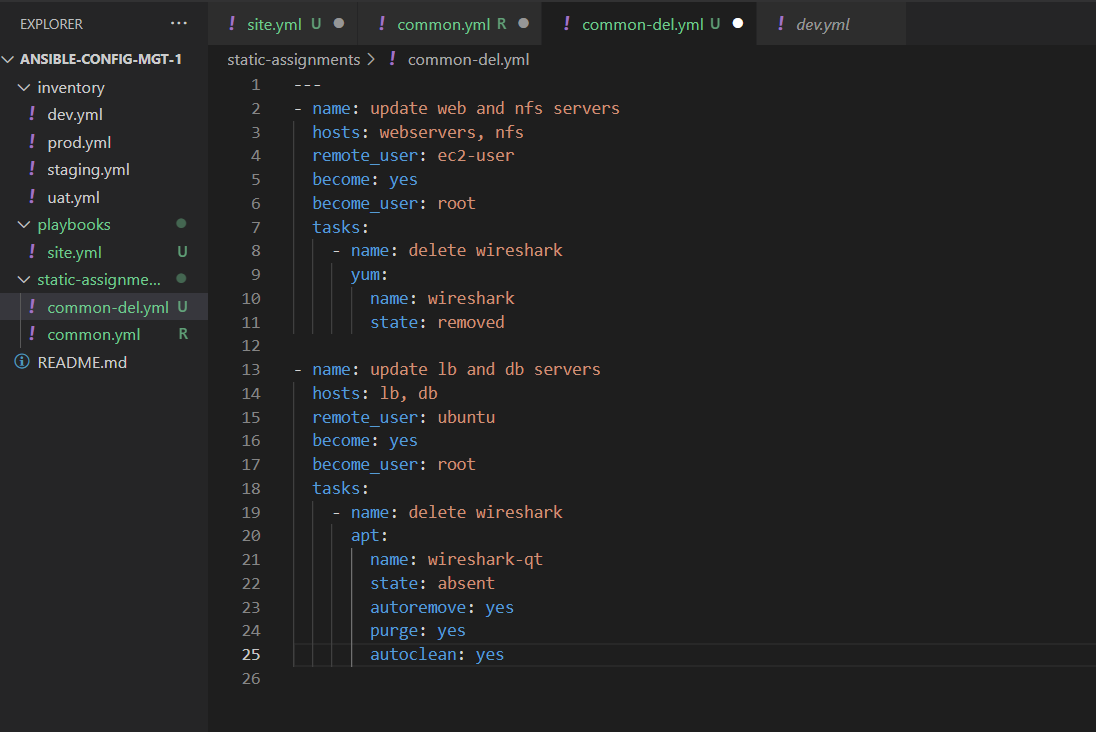 EXPLORER ···
ANSIBLE-CONFIG-MGT-1
inventory
! dev.yml
! prod.yml
! staging.yml
! uat.yml
playbooks
! site.yml U
static-assignme...
! common-del.yml U
! common.yml R
README.md
! site.yml U ! common.yml R ! common-del.yml U ! dev.yml
static-assignments > ! common-del.yml
1 ---
2 - name: update web and nfs servers
3   hosts: webservers, nfs
4   remote_user: ec2-user
5   become: yes
6   become_user: root
7   tasks:
8     - name: delete wireshark
9       yum:
10         name: wireshark
11         state: removed
12
13 - name: update lb and db servers
14   hosts: lb, db
15   remote_user: ubuntu
16   become: yes
17   become_user: root
18   tasks:
19     - name: delete wireshark
20       apt:
21         name: wireshark-qt
22         state: absent
23         autoremove: yes
24         purge: yes
25         autoclean: yes
26